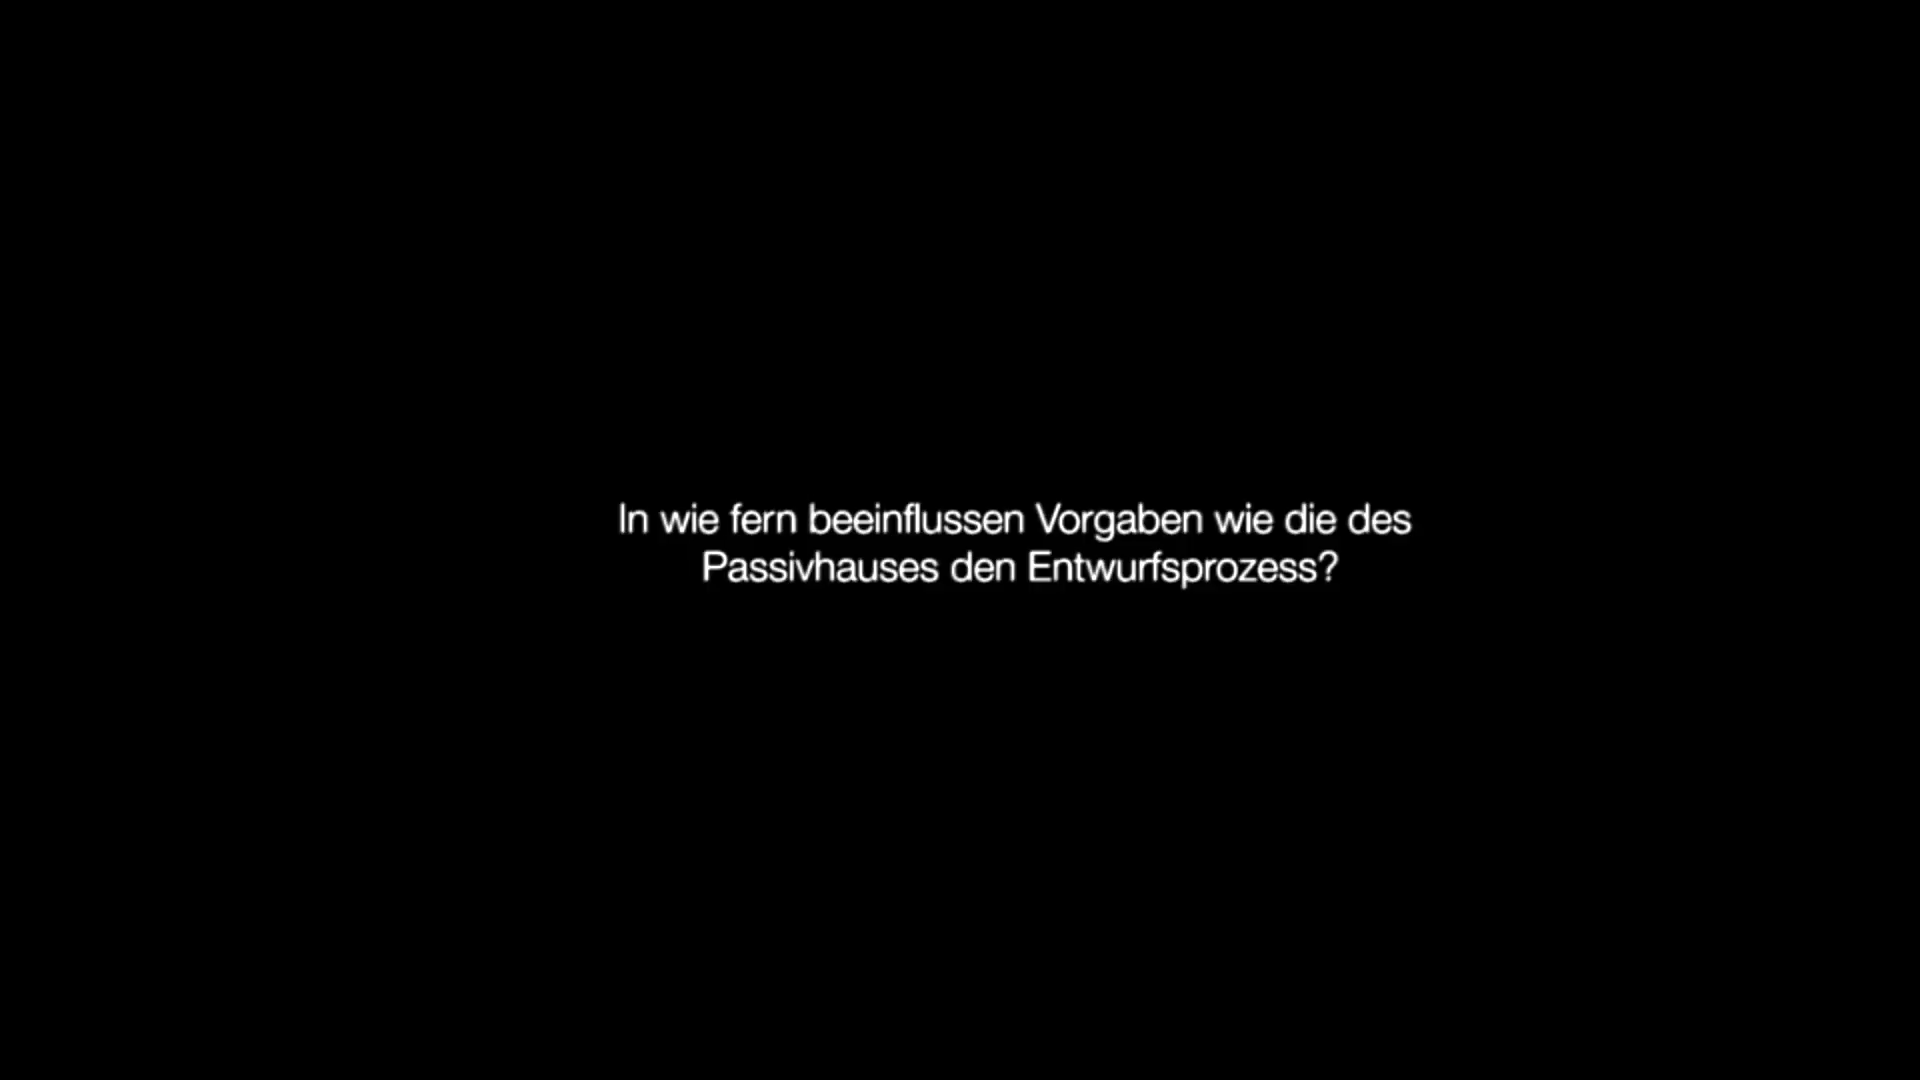 In wie fern beeinflussen Vorgaben wie die des
Passivhauses den Entwurfsprozess?